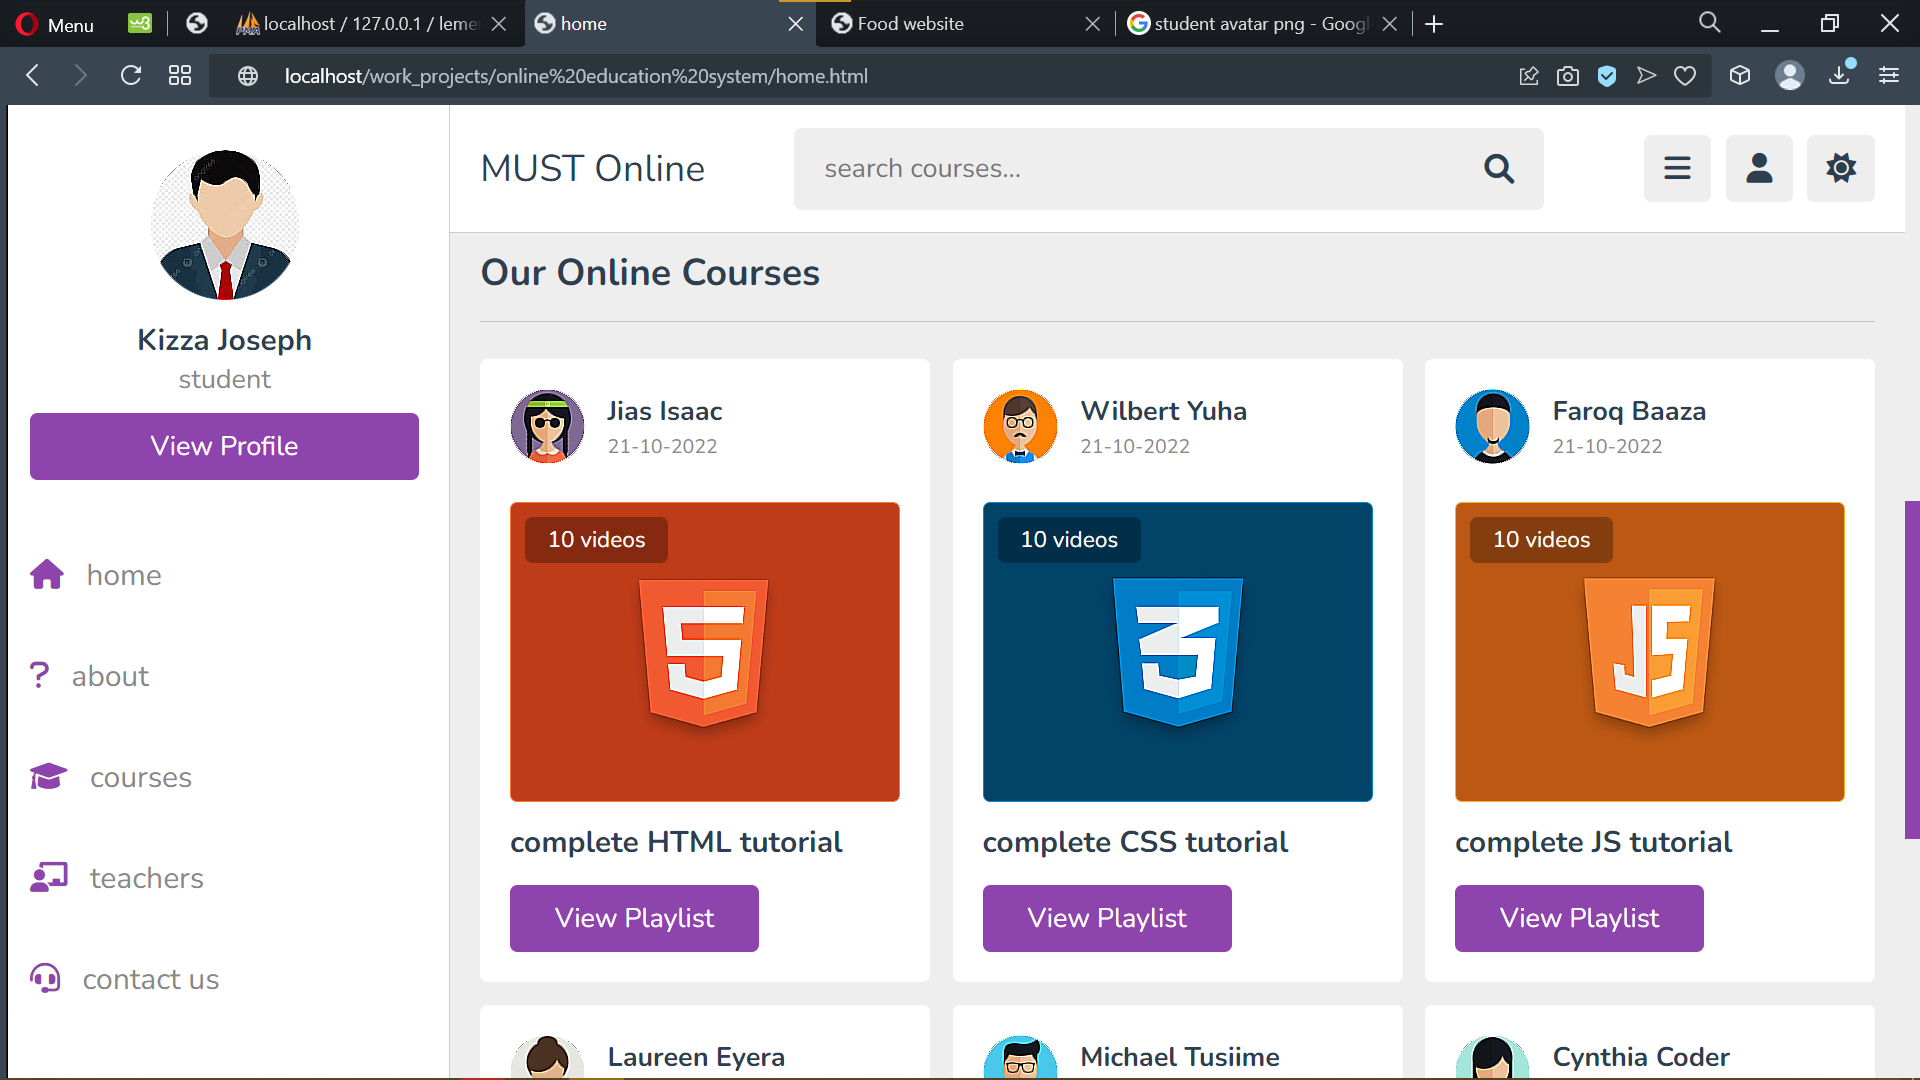 Menu
localhost / 127.0.0.1 / leme
home
Food website
student avatar png - Googl
localhost/work_projects/online%20education%20system/home.html
Kizza Joseph
student
View Profile
home
about
courses
teachers
contact us
MUST Online
search courses...
Our Online Courses
Jias Isaac
21-10-2022
10 videos
5
complete HTML tutorial
View Playlist
Wilbert Yuha
21-10-2022
10 videos
3
complete CSS tutorial
View Playlist
Faroq Baaza
21-10-2022
10 videos
JS
complete JS tutorial
View Playlist
Laureen Eyera
Michael Tusiime
Cynthia Coder